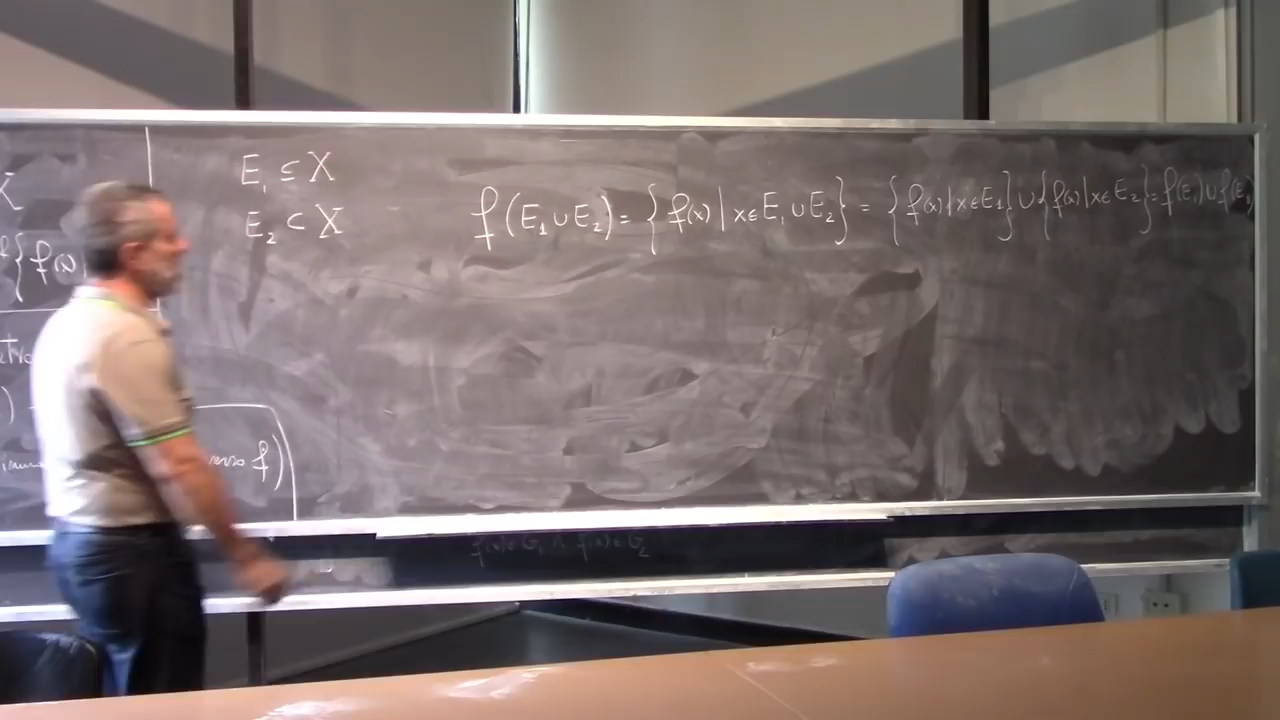 X
E₁ ⊆ X
E₂ ⊂ X
f(E₁∪E₂) = {f(x) | x∈E₁∪E₂} = {f(x) | x∈E₁}∪{f(x) | x∈E₂} = f(E₁)∪f(E₂)
{f(x)
)
f)
f(x)∈G₁ ∧ f(x)∈G₂